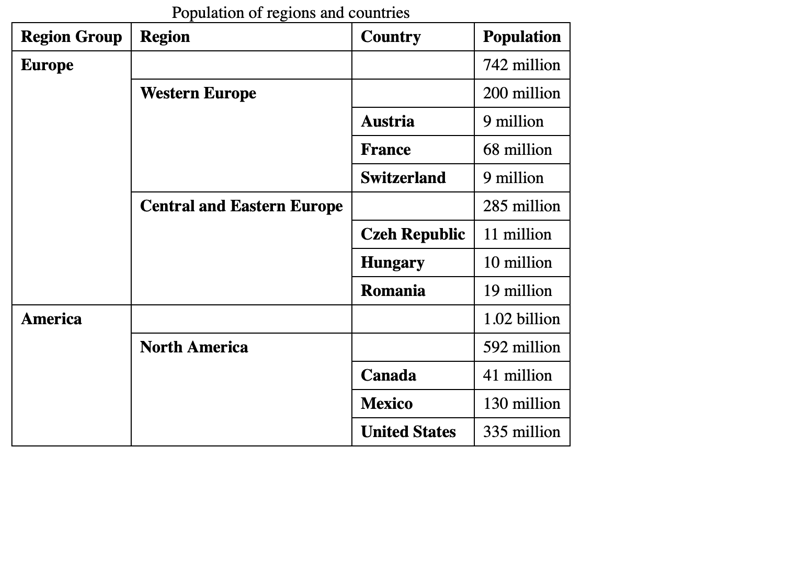 Population of regions and countries
Region Group Region Country Population
Europe 742 million
Western Europe 200 million
Austria 9 million
France 68 million
Switzerland 9 million
Central and Eastern Europe 285 million
Czeh Republic 11 million
Hungary 10 million
Romania 19 million
America 1.02 billion
North America 592 million
Canada 41 million
Mexico 130 million
United States 335 million